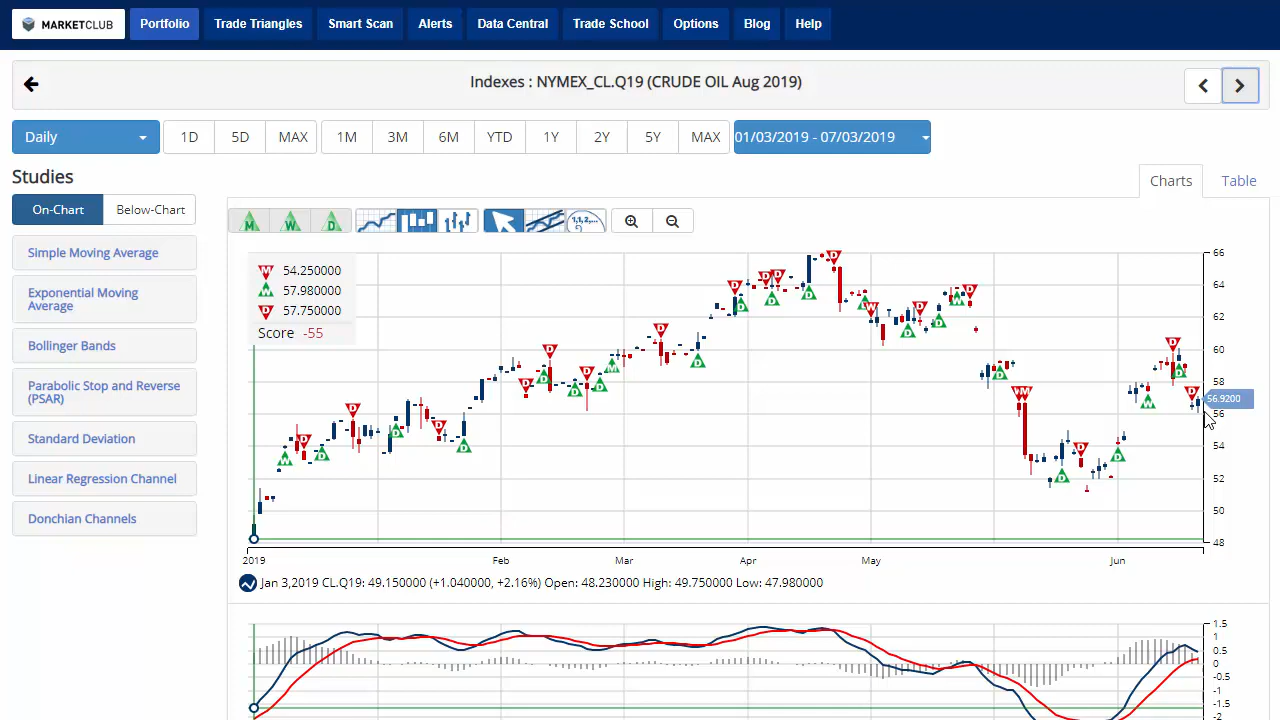 MARKETCLUB Portfolio Trade Triangles Smart Scan Alerts Data Central Trade School Options Blog Help
Indexes : NYMEX_CL.Q19 (CRUDE OIL Aug 2019)
Daily 1D 5D MAX 1M 3M 6M YTD 1Y 2Y 5Y MAX 01/03/2019 - 07/03/2019
Studies
Charts Table
On-Chart Below-Chart
M W D
Simple Moving Average
Exponential Moving
Average
Bollinger Bands
Parabolic Stop and Reverse
(PSAR)
Standard Deviation
Linear Regression Channel
Donchian Channels
M 54.250000
W 57.980000
D 57.750000
Score -55
66
64
62
60
58
56.9200
56
54
52
50
48
2019 Feb Mar Apr May Jun
Jan 3,2019 CL.Q19: 49.150000 (+1.040000, +2.16%) Open: 48.230000 High: 49.750000 Low: 47.980000
1.5
1
0.5
0
-0.5
-1
-1.5
-2